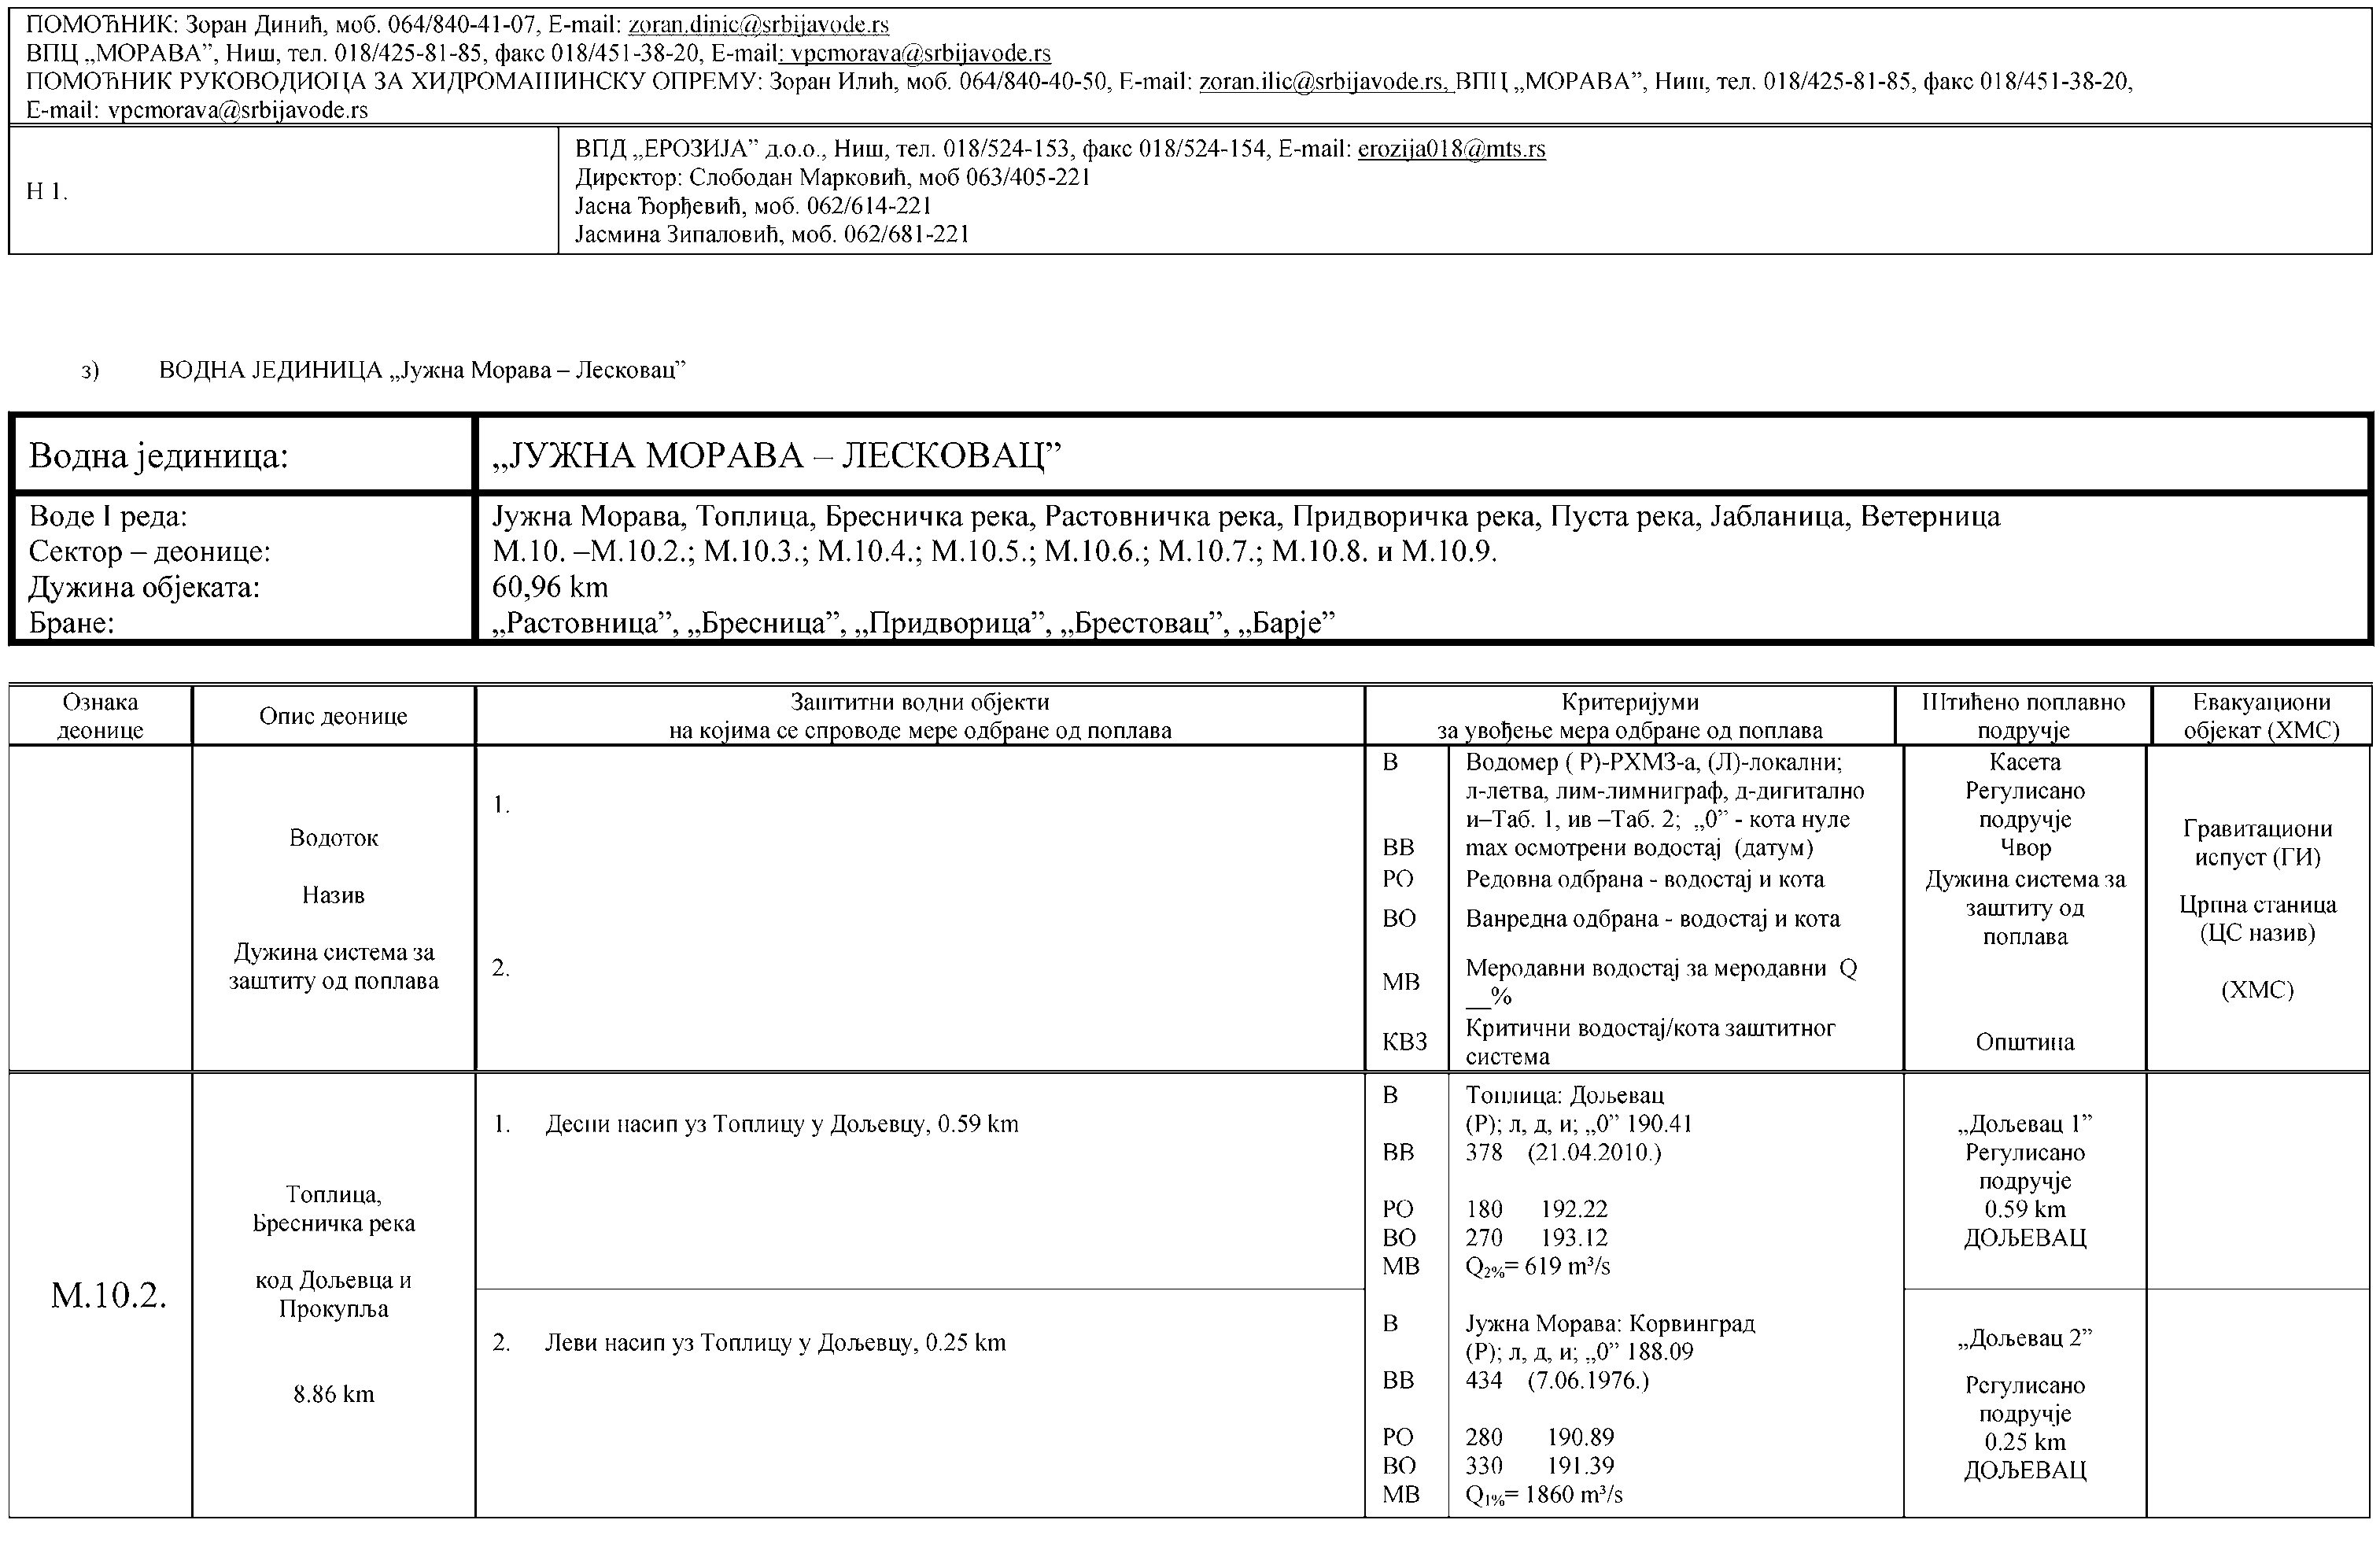 ПОМОЋНИК: Зоран Динић, моб. 064/840-41-07, E-mail: zoran.dinic@srbijavode.rs
ВПЦ „МОРАВА”, Ниш, тел. 018/425-81-85, факс 018/451-38-20, E-mail: vpcmorava@srbijavode.rs
ПОМОЋНИК РУКОВОДИОЦА ЗА ХИДРОМАШИНСКУ ОПРЕМУ: Зоран Илић, моб. 064/840-40-50, E-mail: zoran.ilic@srbijavode.rs, ВПЦ „МОРАВА”, Ниш, тел. 018/425-81-85, факс 018/451-38-20,
E-mail: vpcmorava@srbijavode.rs
Н 1.
ВПД „ЕРОЗИЈА” д.о.о., Ниш, тел. 018/524-153, факс 018/524-154, E-mail: erozija018@mts.rs
Директор: Слободан Марковић, моб 063/405-221
Јасна Ђорђевић, моб. 062/614-221
Јасмина Зипаловић, моб. 062/681-221
з) ВОДНА ЈЕДИНИЦА „Јужна Морава – Лесковац”
Водна јединица: „ЈУЖНА МОРАВА – ЛЕСКОВАЦ”
Воде I реда: Јужна Морава, Топлица, Бресничка река, Растовничка река, Придворичка река, Пуста река, Јабланица, Ветерница
Сектор – деонице: М.10. –М.10.2.; М.10.3.; М.10.4.; М.10.5.; М.10.6.; М.10.7.; М.10.8. и М.10.9.
Дужина објеката: 60,96 km
Бране: „Растовница”, „Бресница”, „Придворица”, „Брестовац”, „Барје”
Ознака
деонице
Опис деонице
Заштитни водни објекти
на којима се спроводе мере одбране од поплава
Критеријуми
за увођење мера одбране од поплава
Штићено поплавно
подручје
Евакуациони
објекат (ХМС)
Водоток
Назив
Дужина система за
заштиту од поплава
1.
2.
В Водомер ( Р)-РХМЗ-а, (Л)-локални;
л-летва, лим-лимниграф, д-дигитално
и–Таб. 1, ив –Таб. 2; „0” - кота нуле
ВВ max осмотрени водостај (датум)
РО Редовна одбрана - водостај и кота
ВО Ванредна одбрана - водостај и кота
МВ Меродавни водостај за меродавни Q
__%
КВЗ Критични водостај/кота заштитног
система
Касета
Регулисано
подручје
Чвор
Дужина система за
заштиту од
поплава
Општина
Гравитациони
испуст (ГИ)
Црпна станица
(ЦС назив)
(ХМС)
М.10.2.
Топлица,
Бресничка река
код Дољевца и
Прокупља
8.86 km
1. Десни насип уз Топлицу у Дољевцу, 0.59 km
В Топлица: Дољевац
(Р); л, д, и; „0” 190.41
ВВ 378 (21.04.2010.)
РО 180 192.22
ВО 270 193.12
МВ Q2%= 619 m³/s
„Дољевац 1”
Регулисано
подручје
0.59 km
ДОЉЕВАЦ
2. Леви насип уз Топлицу у Дољевцу, 0.25 km
В Јужна Морава: Корвинград
(Р); л, д, и; „0” 188.09
ВВ 434 (7.06.1976.)
РО 280 190.89
ВО 330 191.39
МВ Q1%= 1860 m³/s
„Дољевац 2”
Регулисано
подручје
0.25 km
ДОЉЕВАЦ